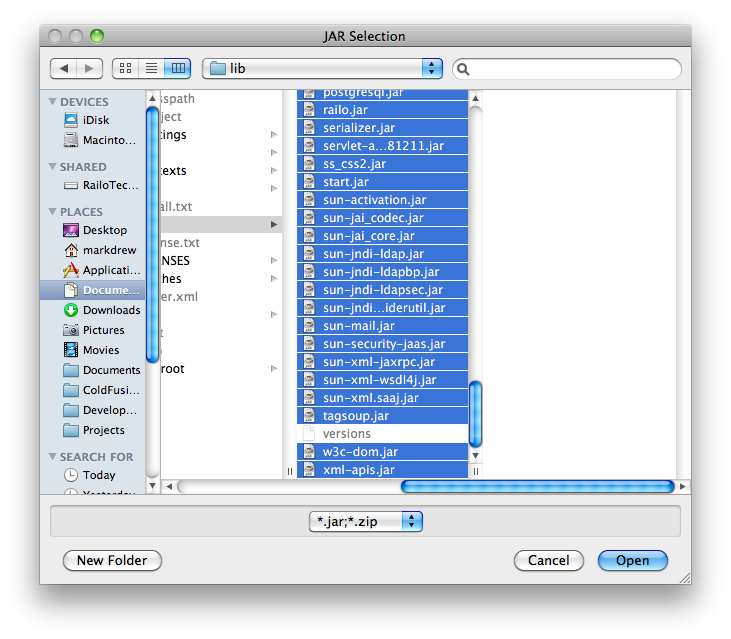 JAR Selection
lib
DEVICES
iDisk
Macinto...
SHARED
RailoTec...
PLACES
Desktop
markdrew
Applicati...
Docume...
Downloads
Pictures
Movies
Documents
ColdFusi...
Develop...
Projects
SEARCH FOR
Today
Yesterday
sspath
ject
tings
texts
all.txt
nse.txt
ENSES
ches
er.xml
t
root
postgresql.jar
railo.jar
serializer.jar
servlet-a...81211.jar
ss_css2.jar
start.jar
sun-activation.jar
sun-jai_codec.jar
sun-jai_core.jar
sun-jndi-ldap.jar
sun-jndi-ldapbp.jar
sun-jndi-ldapsec.jar
sun-jndi...iderutil.jar
sun-mail.jar
sun-security-jaas.jar
sun-xml-jaxrpc.jar
sun-xml-wsdl4j.jar
sun-xml.saaj.jar
tagsoup.jar
versions
w3c-dom.jar
xml-apis.jar
*.jar;*.zip
New Folder
Cancel
Open